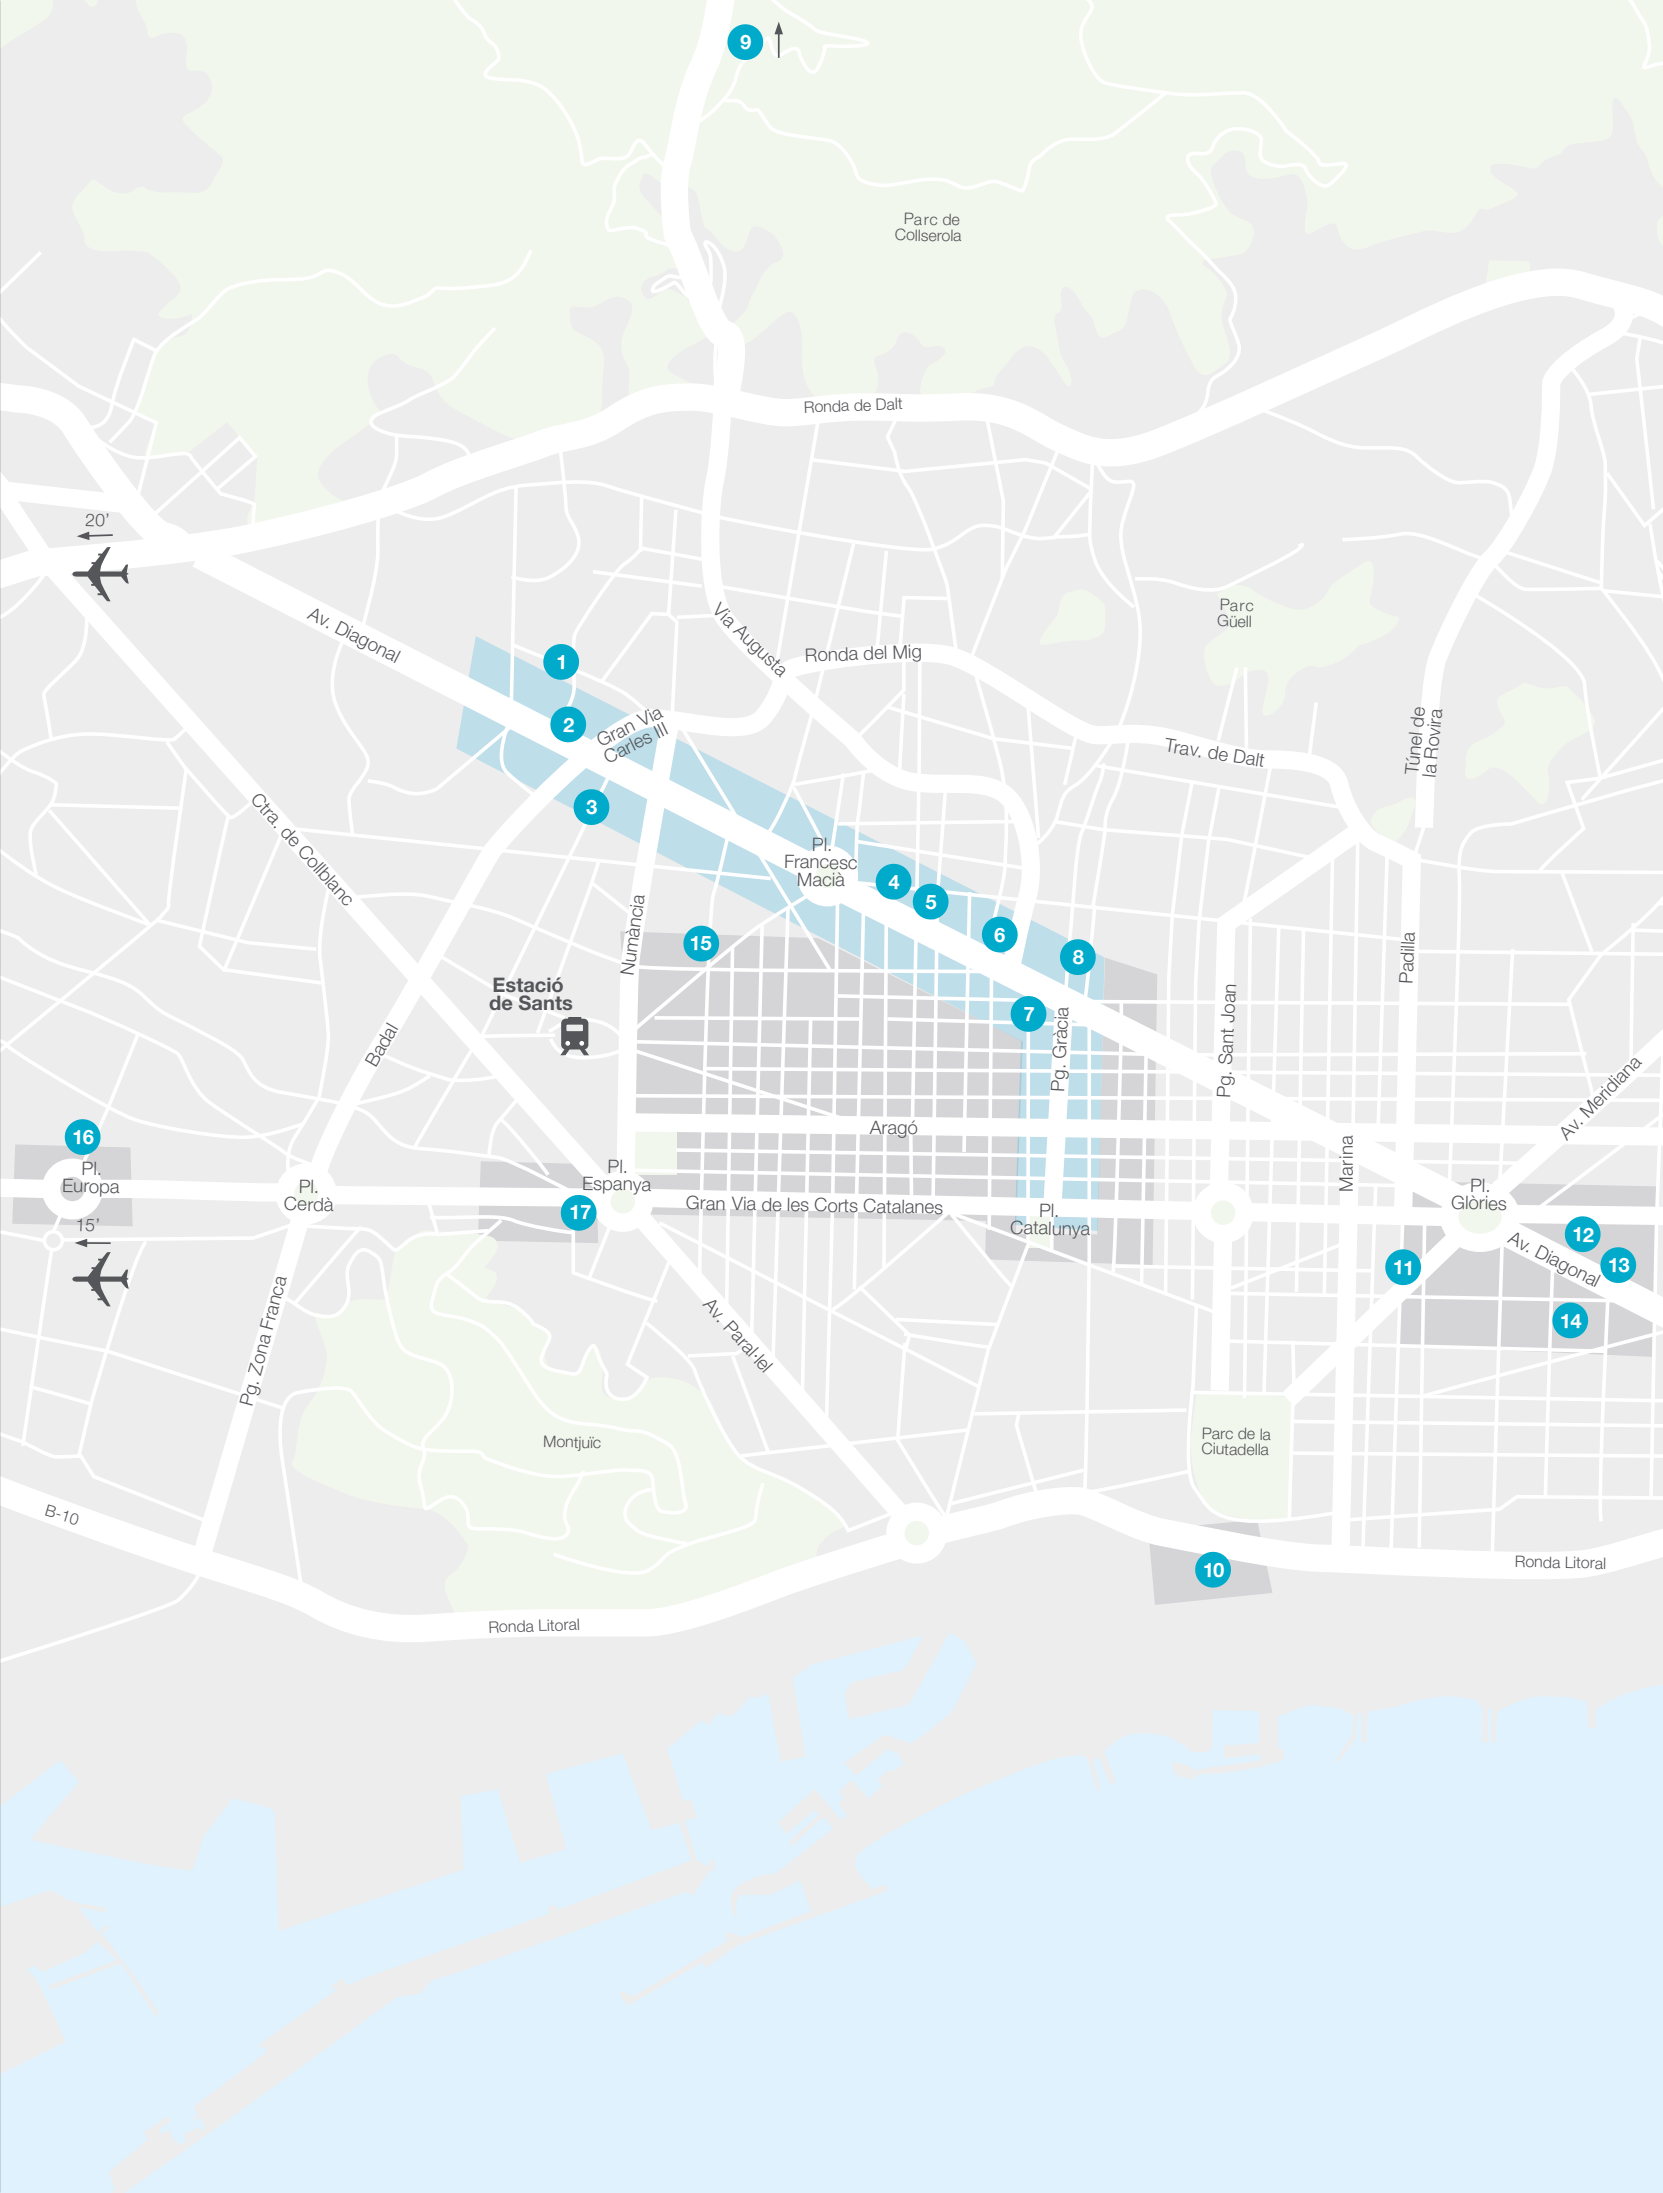 9
Parc de
Collserola
Ronda de Dalt
20'
Av. Diagonal
Via Augusta
Parc
Güell
Ronda del Mig
1
2
Gran Via
Carles III
Túnel de
la Rovira
Trav. de Dalt
3
Ctra. de Collblanc
Pl.
Francesc
Macià
4
5
6
8
Numància
15
Padilla
Estació
de Sants
7
Pg. Gràcia
Pg. Sant Joan
Badal
Av. Meridiana
Aragó
16
Marina
Pl.
Europa
Pl.
Cerdà
Pl.
Espanya
17
Gran Via de les Corts Catalanes
Pl.
Catalunya
Pl.
Glòries
15'
12
13
Av. Diagonal
11
14
Pg. Zona Franca
Av. Paral·lel
Montjuïc
Parc de la
Ciutadella
B-10
10
Ronda Litoral
Ronda Litoral